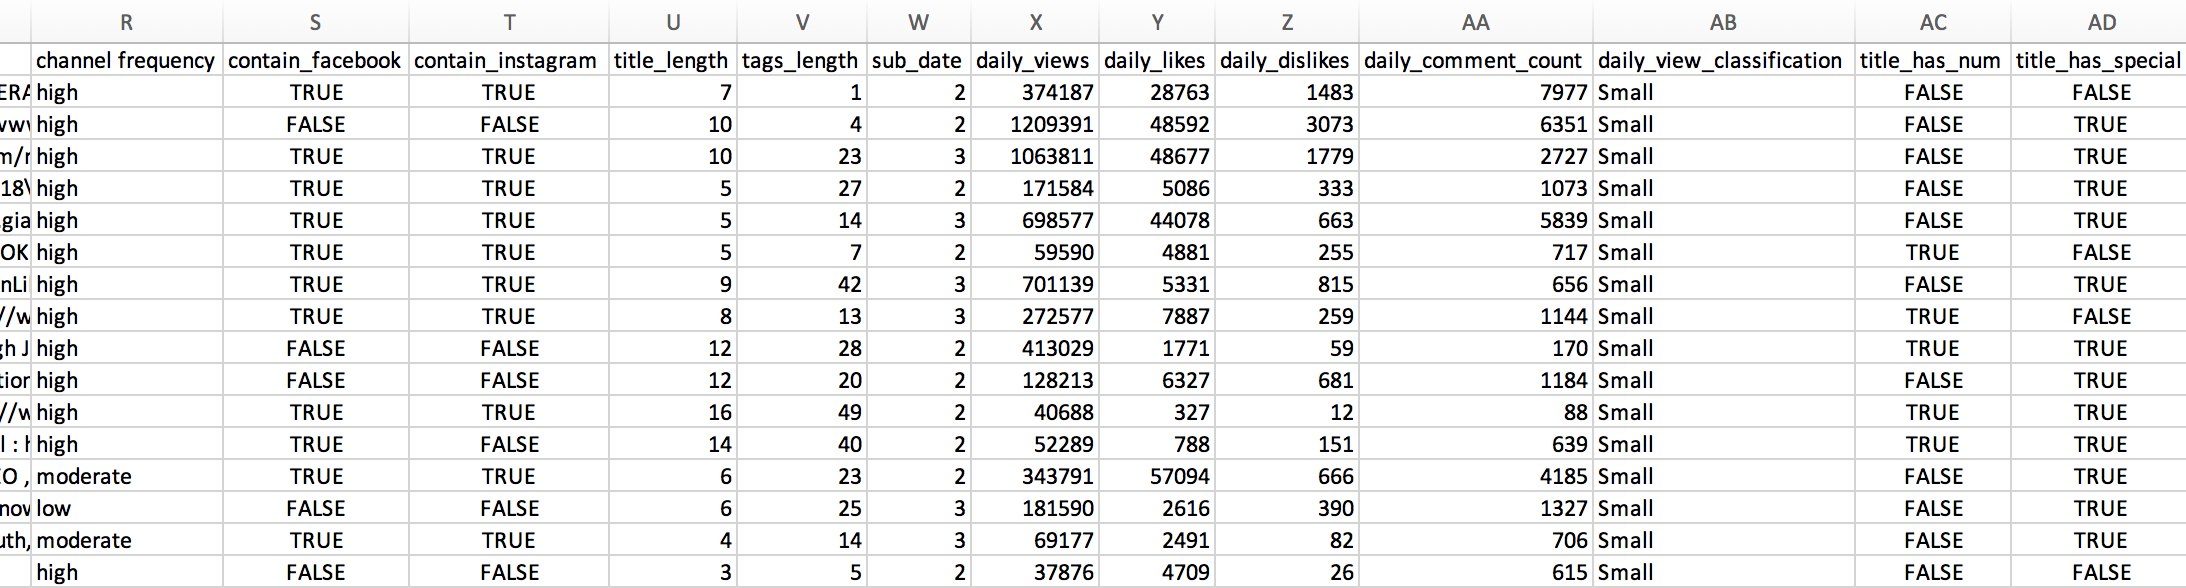 R S T U V W X Y Z AA AB AC AD
channel frequency contain_facebook contain_instagram title_length tags_length sub_date daily_views daily_likes daily_dislikes daily_comment_count daily_view_classification title_has_num title_has_special
high TRUE TRUE 7 1 2 374187 28763 1483 7977 Small FALSE FALSE
high FALSE FALSE 10 4 2 1209391 48592 3073 6351 Small FALSE TRUE
high TRUE TRUE 10 23 3 1063811 48677 1779 2727 Small FALSE TRUE
high TRUE TRUE 5 27 2 171584 5086 333 1073 Small FALSE TRUE
high TRUE TRUE 5 14 3 698577 44078 663 5839 Small FALSE TRUE
OK high TRUE TRUE 5 7 2 59590 4881 255 717 Small TRUE FALSE
nLi high TRUE TRUE 9 42 3 701139 5331 815 656 Small FALSE TRUE
high TRUE TRUE 8 13 3 272577 7887 259 1144 Small TRUE FALSE
high FALSE FALSE 12 28 2 413029 1771 59 170 Small TRUE TRUE
high FALSE FALSE 12 20 2 128213 6327 681 1184 Small FALSE TRUE
high TRUE TRUE 16 49 2 40688 327 12 88 Small TRUE TRUE
high TRUE FALSE 14 40 2 52289 788 151 639 Small TRUE TRUE
moderate TRUE TRUE 6 23 2 343791 57094 666 4185 Small FALSE TRUE
low FALSE FALSE 6 25 3 181590 2616 390 1327 Small FALSE TRUE
uth, moderate TRUE TRUE 4 14 3 69177 2491 82 706 Small FALSE TRUE
high FALSE FALSE 3 5 2 37876 4709 26 615 Small FALSE FALSE